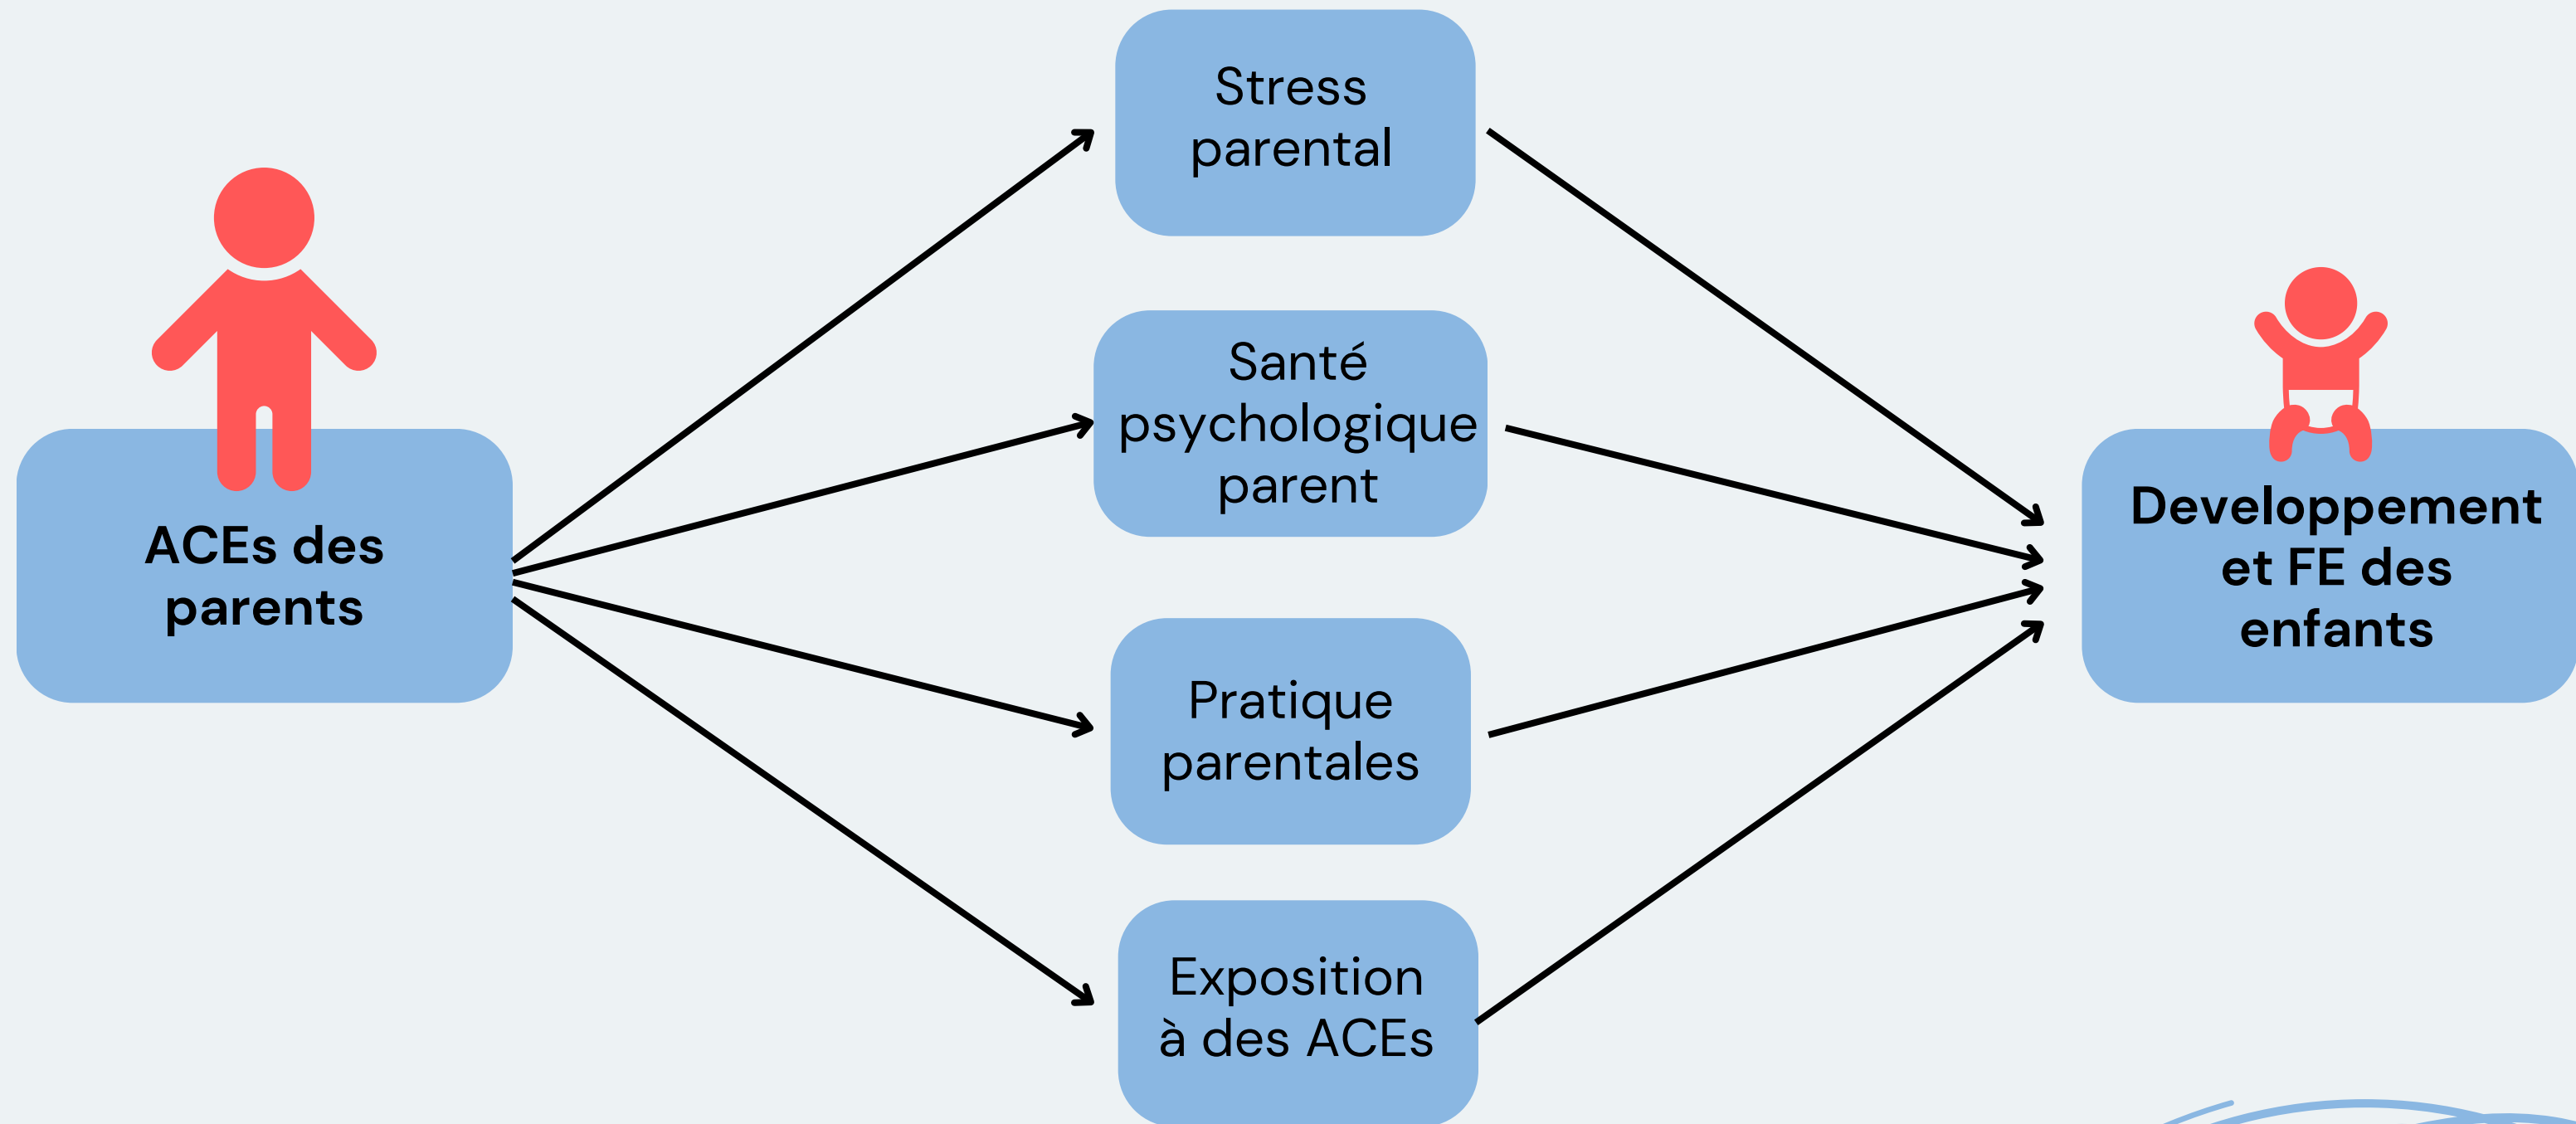 ACEs des
parents
Stress
parental
Santé
psychologique
parent
Pratique
parentales
Exposition
à des ACEs
Developpement
et FE des
enfants